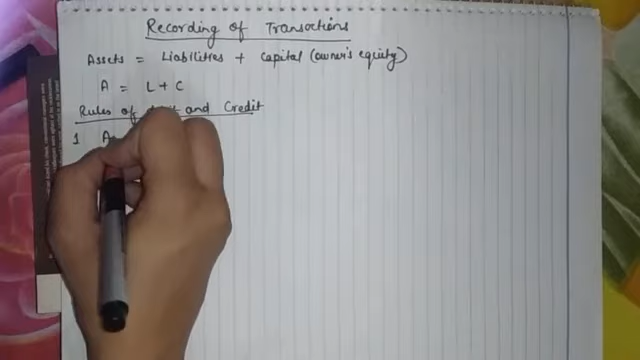 Recording of Transactions
Assets = Liabilities + Capital (owner's equity)
A = L + C
Rules of and Credit
1